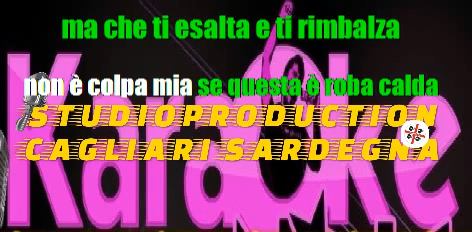 ma che ti esalta e ti rimbalza
non è colpa mia se questa è roba calda
STUDIOPRODUCTION
CAGLIARI SARDEGNA
Karaoke